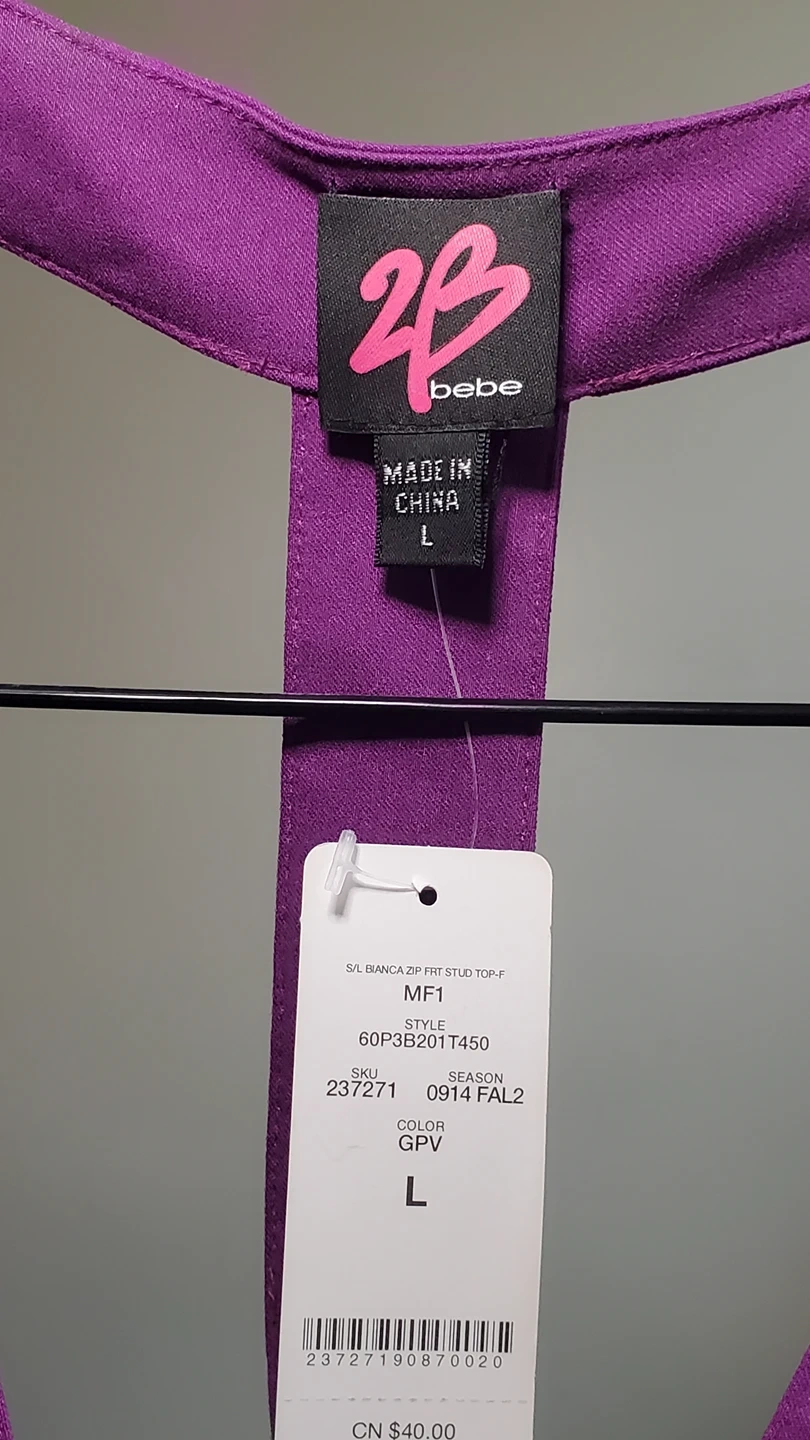 2B
bebe
MADE IN
CHINA
L
S/L BIANCA ZIP FRT STUD TOP-F
MF1
STYLE
60P3B201T450
SKU SEASON
237271 0914 FAL2
COLOR
GPV
L
23727190870020
CN $40.00